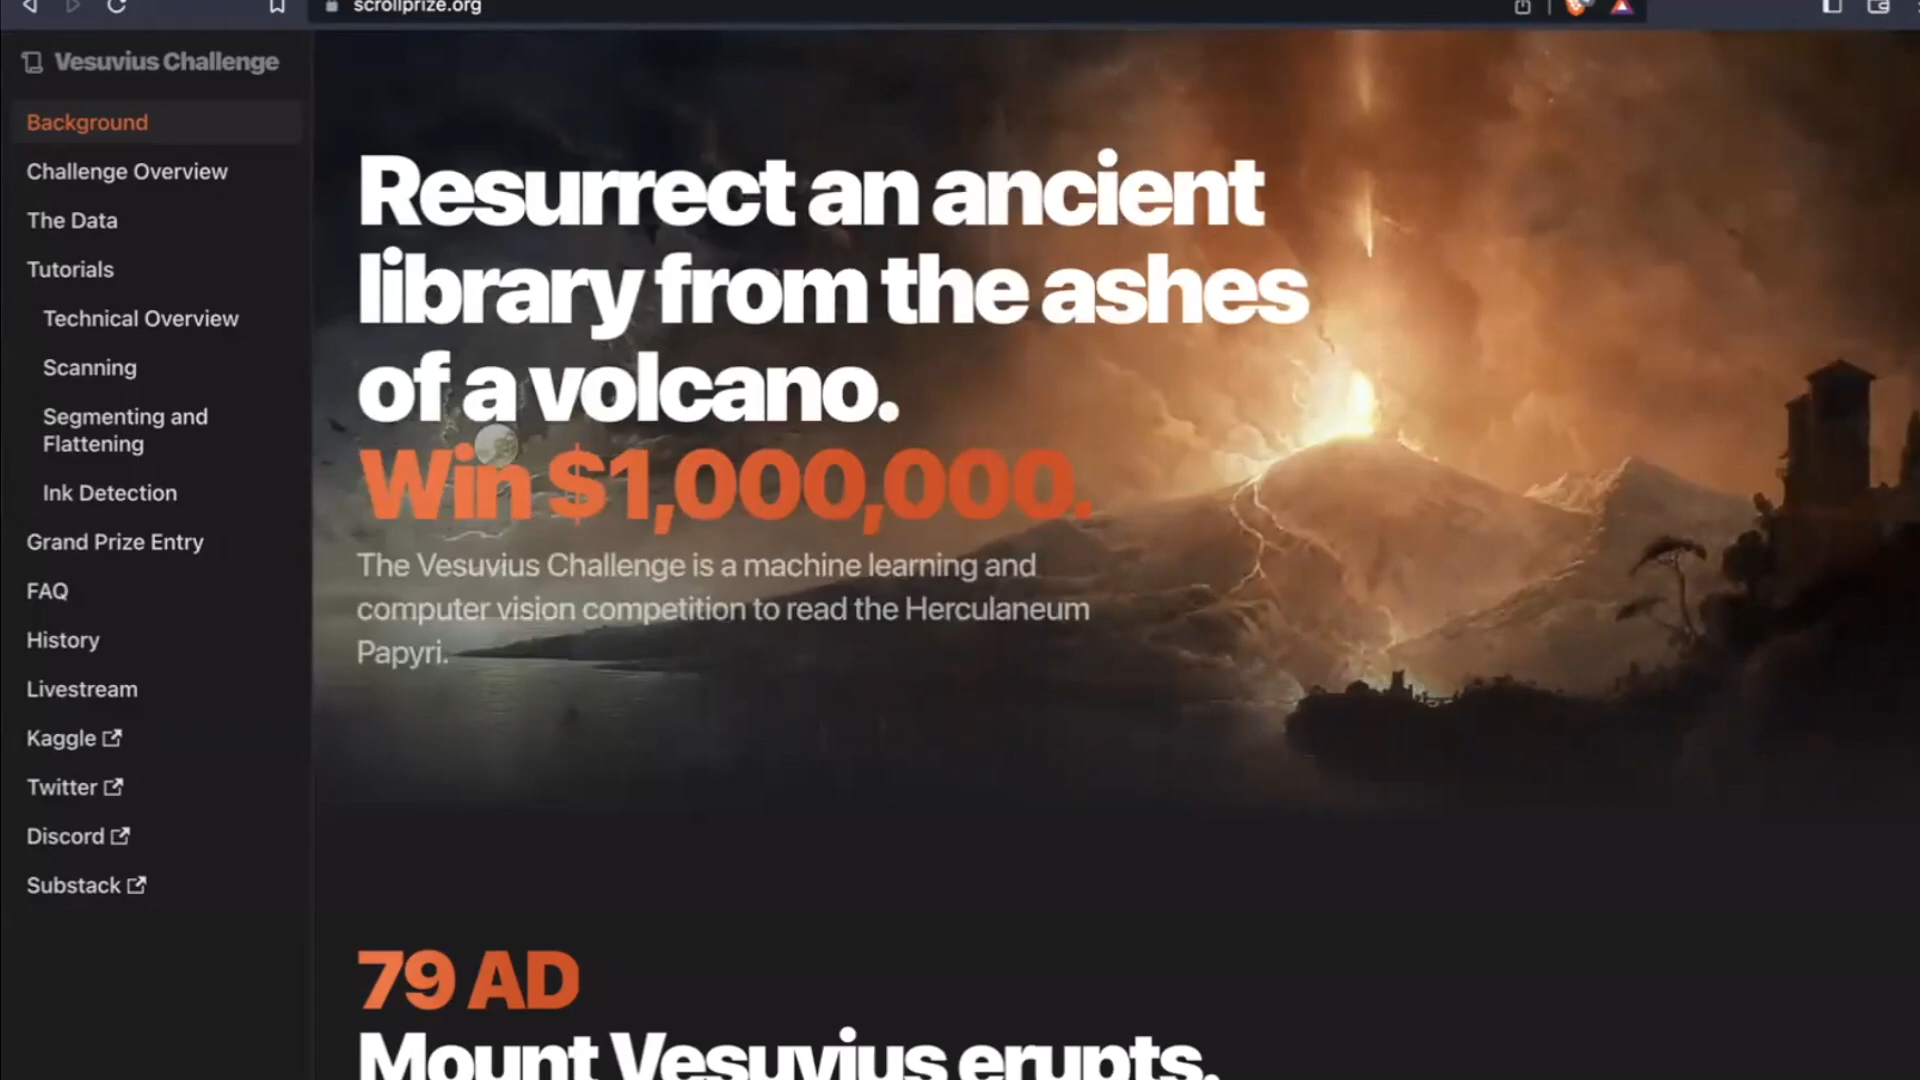 scrollprize.org
Vesuvius Challenge
Background
Challenge Overview
The Data
Tutorials
Technical Overview
Scanning
Segmenting and
Flattening
Ink Detection
Grand Prize Entry
FAQ
History
Livestream
Kaggle
Twitter
Discord
Substack
Resurrect an ancient
library from the ashes
of a volcano.
Win $1,000,000.
The Vesuvius Challenge is a machine learning and
computer vision competition to read the Herculaneum
Papyri.
79 AD
Mount Vesuvius erupts.